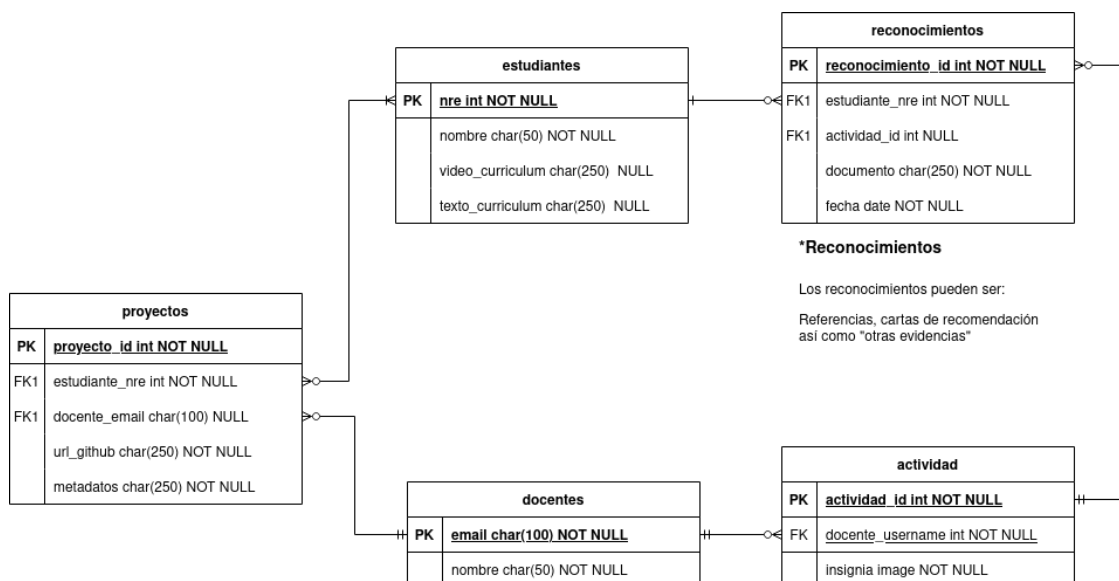 reconocimientos
PK reconocimiento_id int NOT NULL
FK1 estudiante_nre int NOT NULL
FK1 actividad_id int NULL
documento char(250) NOT NULL
fecha date NOT NULL
estudiantes
PK nre int NOT NULL
nombre char(50) NOT NULL
video_curriculum char(250)  NULL
texto_curriculum char(250)  NULL
*Reconocimientos
Los reconocimientos pueden ser:
Referencias, cartas de recomendación
así como "otras evidencias"
proyectos
PK proyecto_id int NOT NULL
FK1 estudiante_nre int NOT NULL
FK1 docente_email char(100) NULL
url_github char(250) NOT NULL
metadatos char(250) NOT NULL
docentes
PK email char(100) NOT NULL
nombre char(50) NOT NULL
actividad
PK actividad_id int NOT NULL
FK docente_username int NOT NULL
insignia image NOT NULL